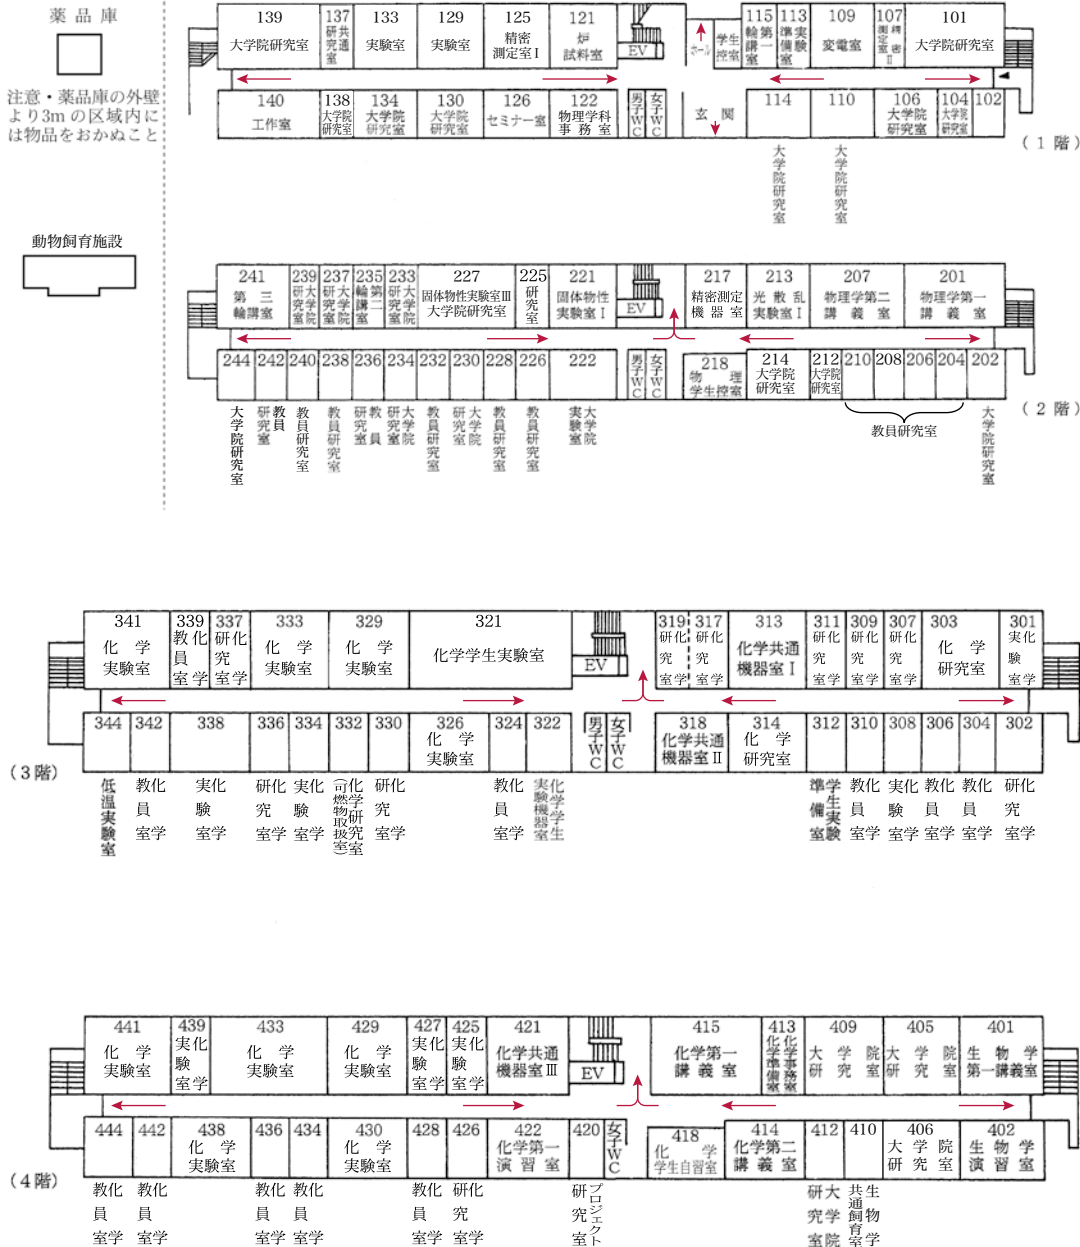 薬品庫
注意・薬品庫の外壁
より3mの区域内に
は物品をおかぬこと
動物飼育施設
139
大学院研究室
137
共通
研究室
133
実験室
129
実験室
125
精密
測定室Ⅰ
121
炉
試料室
EV
ホール
学生
控室
115
第一
輪講室
113
実験
準備室
109
変電室
107
精密
測定室Ⅱ
101
大学院研究室
140
工作室
138
大学院
研究室
134
大学院
研究室
130
大学院
研究室
126
セミナー室
122
物理学科
事務室
男子WC
女子WC
玄関
114
大学院研究室
110
大学院研究室
106
大学院
研究室
104
大学院
研究室
102
(1階)
241
第三
輪講室
239
大学院
研究室
237
大学院
研究室
235
第二
輪講
233
大学院
研究室
227
固体物性実験室Ⅲ
大学院研究室
225
研究室
221
固体物性
実験室Ⅰ
EV
217
精密測定
機器室
213
光散乱
実験室Ⅰ
207
物理学第二
講義室
201
物理学第一
講義室
244
大学院研究室
242
教員
研究室
240
教員研究室
238
教員研究室
236
教員
研究室
234
大学院
研究室
232
教員研究室
230
大学院
研究室
228
教員研究室
226
教員研究室
222
大学院
実験室
男子WC
女子WC
218
物理
学生控室
214
大学院
研究室
212
大学院
研究室
210
208
206
204
教員研究室
202
大学院研究室
(2階)
341
化学
実験室
339
化学
教員室
337
化学
研究室
333
化学
実験室
329
化学
実験室
321
化学学生実験室
EV
319
化学
研究室
317
化学
研究室
313
化学共通
機器室Ⅰ
311
化学
研究室
309
化学
研究室
307
化学
研究室
303
化学
研究室
301
化学
実験室
344
低温実験室
342
化学
教員室
338
化学
実験室
336
化学
研究室
334
化学
実験室
332
化学研究室
(可燃物取扱室)
330
化学
研究室
326
化学
実験室
324
化学
教員室
322
化学学生
実験機器室
男子WC
女子WC
318
化学共通
機器室Ⅱ
314
化学
研究室
312
学生実験
準備室
310
化学
教員室
308
化学
実験室
306
化学
教員室
304
化学
教員室
302
化学
研究室
(3階)
441
化学
実験室
439
化学
実験室
433
化学
実験室
429
化学
実験室
427
化学
実験室
425
化学
実験室
421
化学共通
機器室Ⅲ
EV
415
化学第一
講義室
413
化学事務室
化学準備室
409
大学院
研究室
405
大学院
研究室
401
生物学
第一講義室
444
化学
教員室
442
化学
教員室
438
化学
実験室
436
化学
教員室
434
化学
教員室
430
化学
実験室
428
化学
教員室
426
化学
研究室
422
化学第一
演習室
420
プロジェクト
研究室
女子WC
418
化学
学生自習室
414
化学第二
講義室
412
大学院
研究室
410
生物学
共通飼育室
406
大学院
研究室
402
生物学
演習室
(4階)